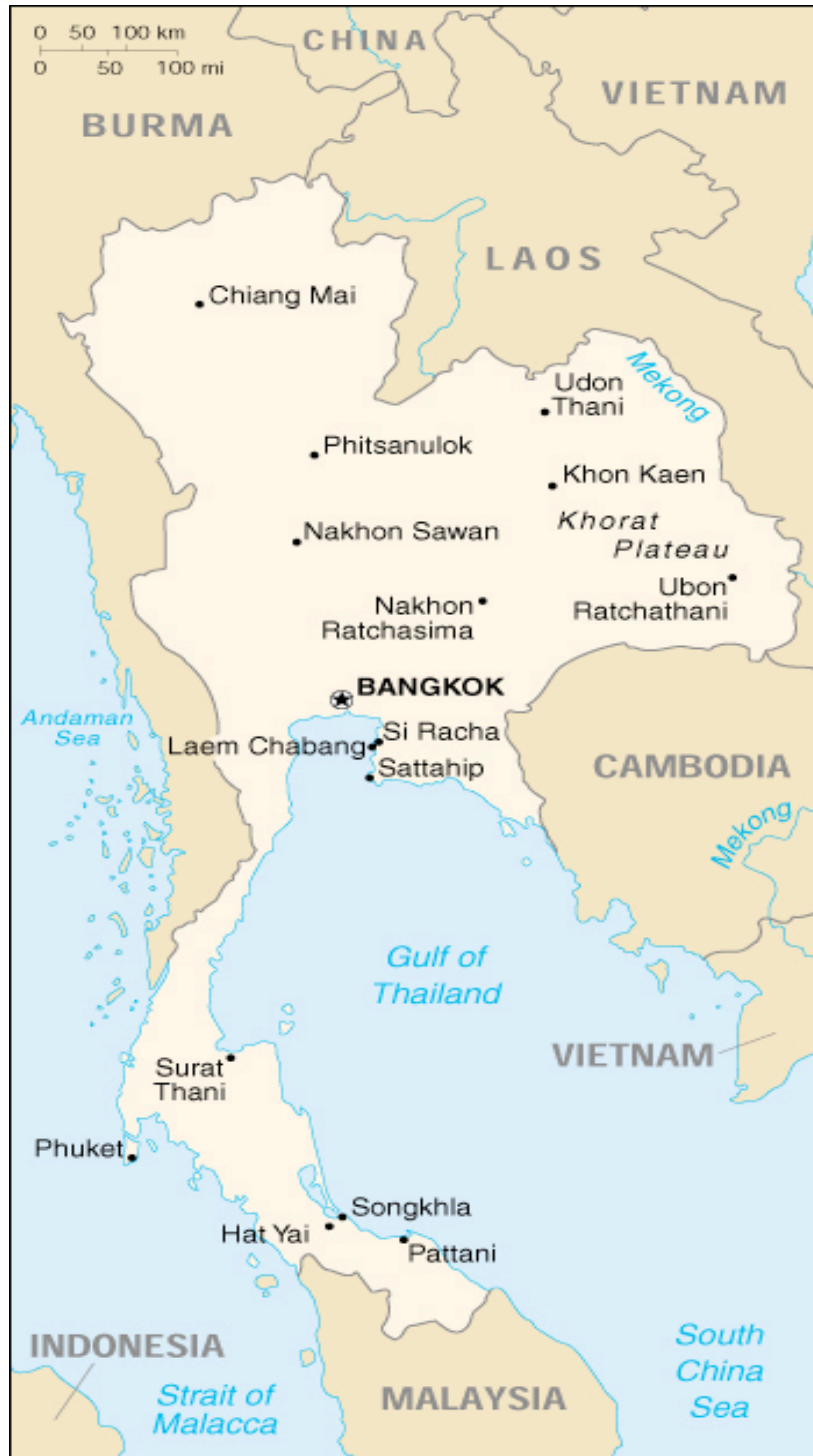 0 50 100 km
0 50 100 mi
CHINA
VIETNAM
BURMA
LAOS
Chiang Mai
Mekong
Udon
Thani
Phitsanulok
Khon Kaen
Khorat
Plateau
Nakhon Sawan
Ubon
Ratchathani
Nakhon
Ratchasima
BANGKOK
Andaman
Sea
Si Racha
Laem Chabang
Sattahip
CAMBODIA
Mekong
Gulf of
Thailand
VIETNAM
Surat
Thani
Phuket
Songkhla
Hat Yai
Pattani
INDONESIA
South
China
Sea
Strait of
Malacca
MALAYSIA